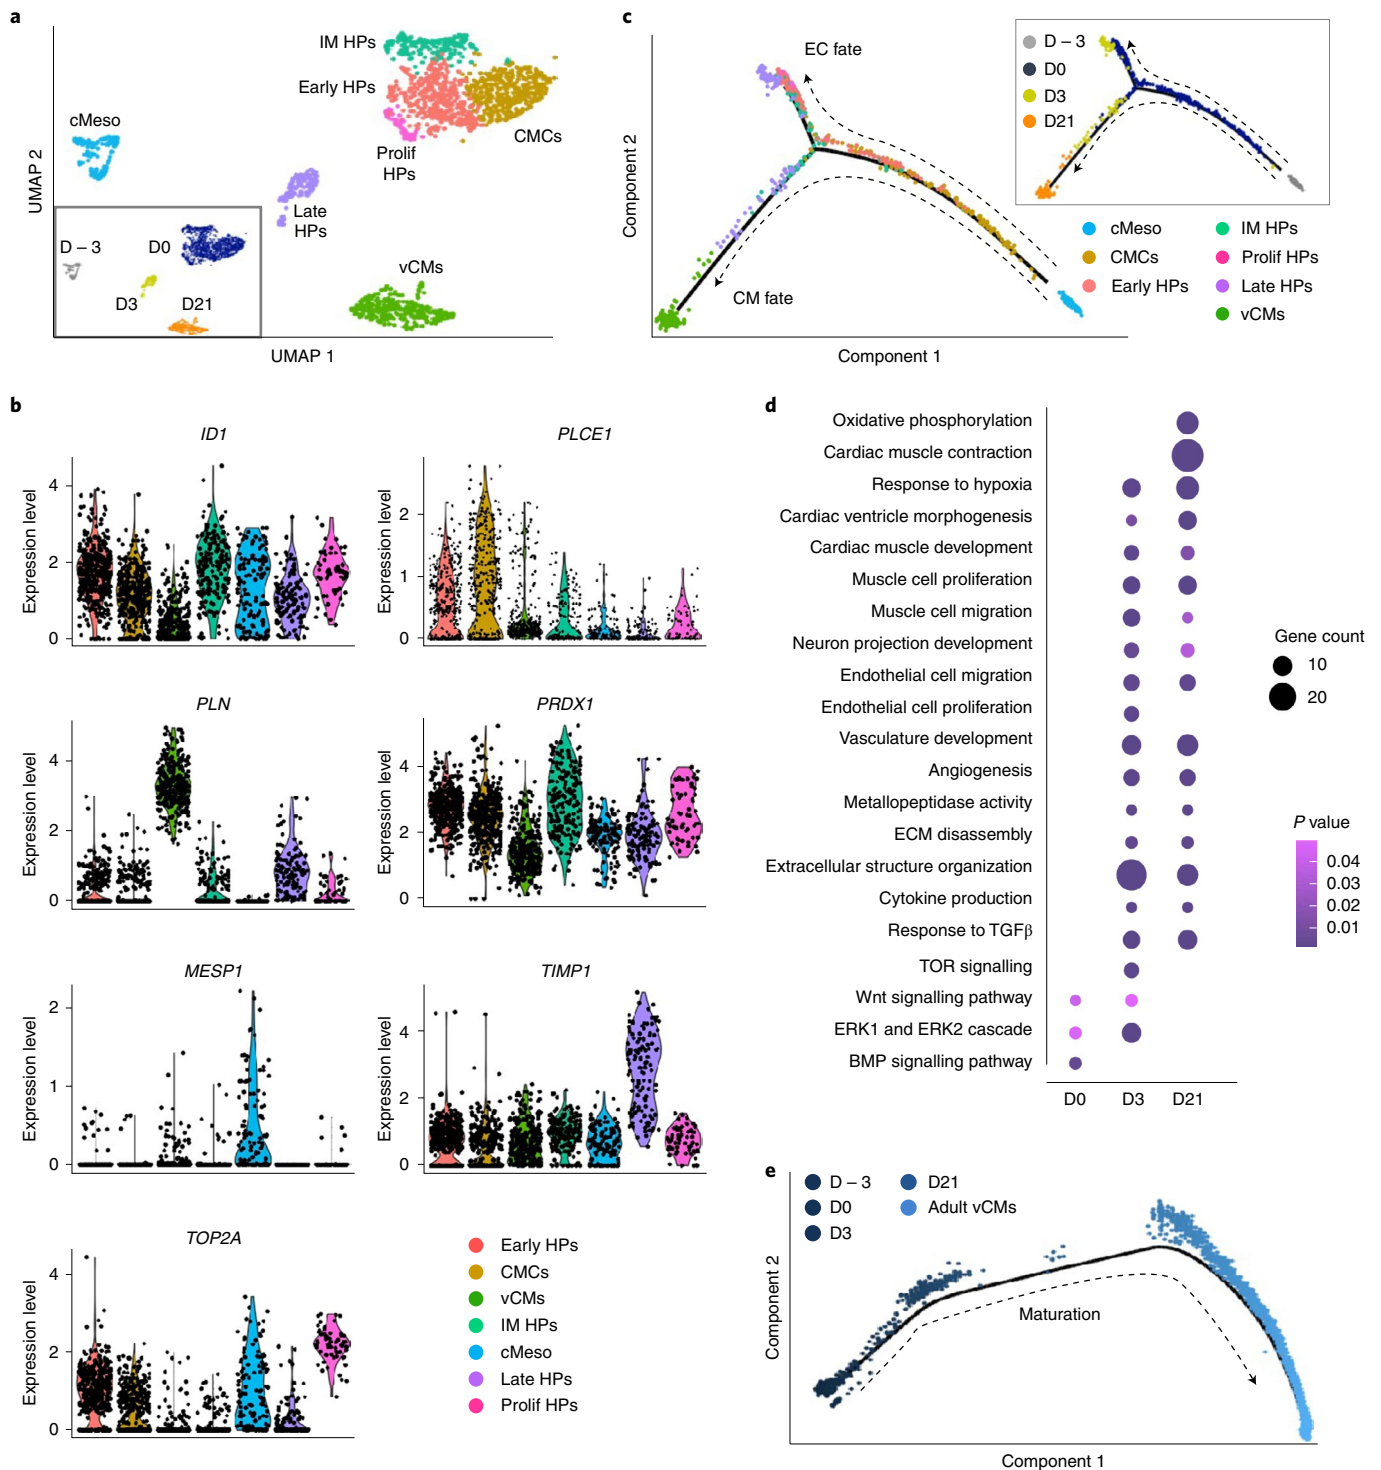 a
IM HPs
Early HPs
cMeso
CMCs
Prolif
HPs
Late
HPs
D – 3
D0
D3
D21
vCMs
UMAP 2
UMAP 1
c
EC fate
CM fate
Component 2
Component 1
D – 3
D0
D3
D21
cMeso
CMCs
Early HPs
IM HPs
Prolif HPs
Late HPs
vCMs
b
ID1
Expression level
4
2
0
PLCE1
Expression level
2
1
0
PLN
Expression level
4
2
0
PRDX1
Expression level
4
2
0
MESP1
Expression level
2
1
0
TIMP1
Expression level
4
2
0
TOP2A
Expression level
4
2
0
Early HPs
CMCs
vCMs
IM HPs
cMeso
Late HPs
Prolif HPs
d
Oxidative phosphorylation
Cardiac muscle contraction
Response to hypoxia
Cardiac ventricle morphogenesis
Cardiac muscle development
Muscle cell proliferation
Muscle cell migration
Neuron projection development
Endothelial cell migration
Endothelial cell proliferation
Vasculature development
Angiogenesis
Metallopeptidase activity
ECM disassembly
Extracellular structure organization
Cytokine production
Response to TGFβ
TOR signalling
Wnt signalling pathway
ERK1 and ERK2 cascade
BMP signalling pathway
D0
D3
D21
Gene count
10
20
P value
0.04
0.03
0.02
0.01
e
D – 3
D0
D3
D21
Adult vCMs
Maturation
Component 2
Component 1